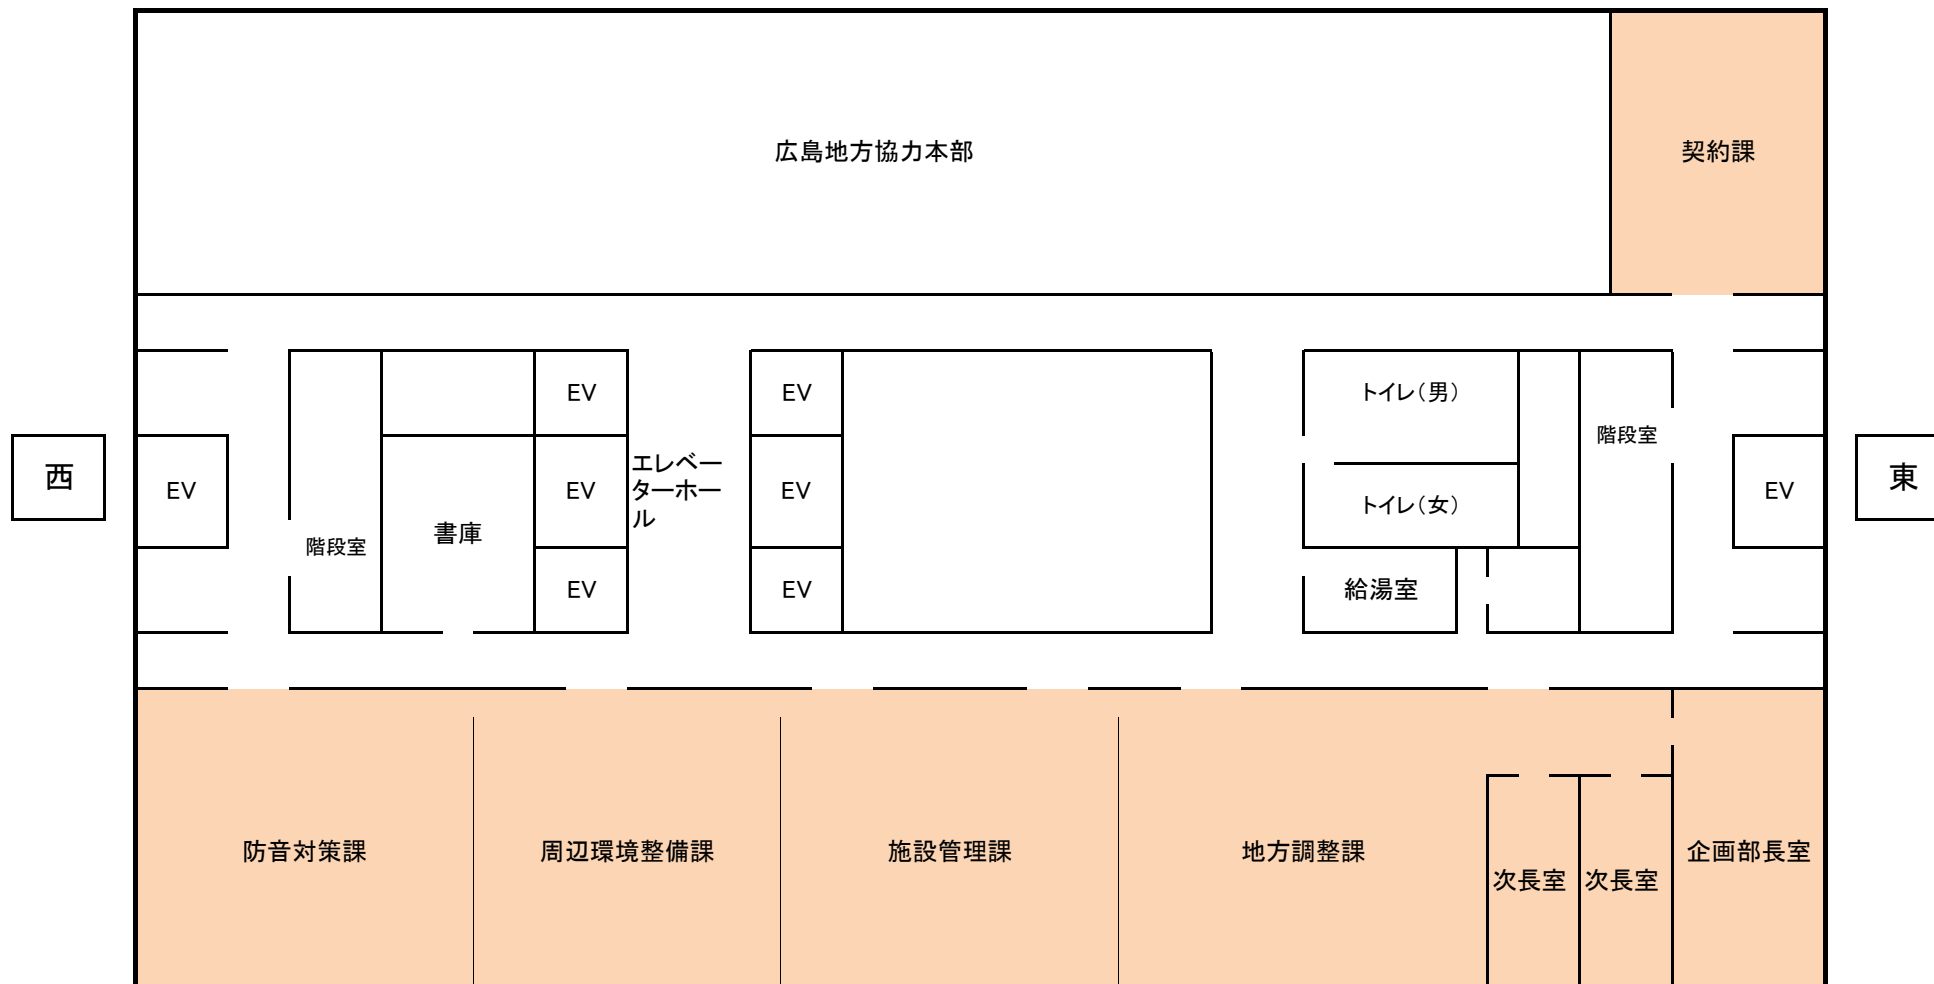 広島地方協力本部
契約課
EV
EV
トイレ（男）
階段室
エレベー
ターホー
ル
西
EV
EV
EV
トイレ（女）
EV
東
書庫
階段室
EV
EV
給湯室
防音対策課
周辺環境整備課
施設管理課
地方調整課
次長室
次長室
企画部長室